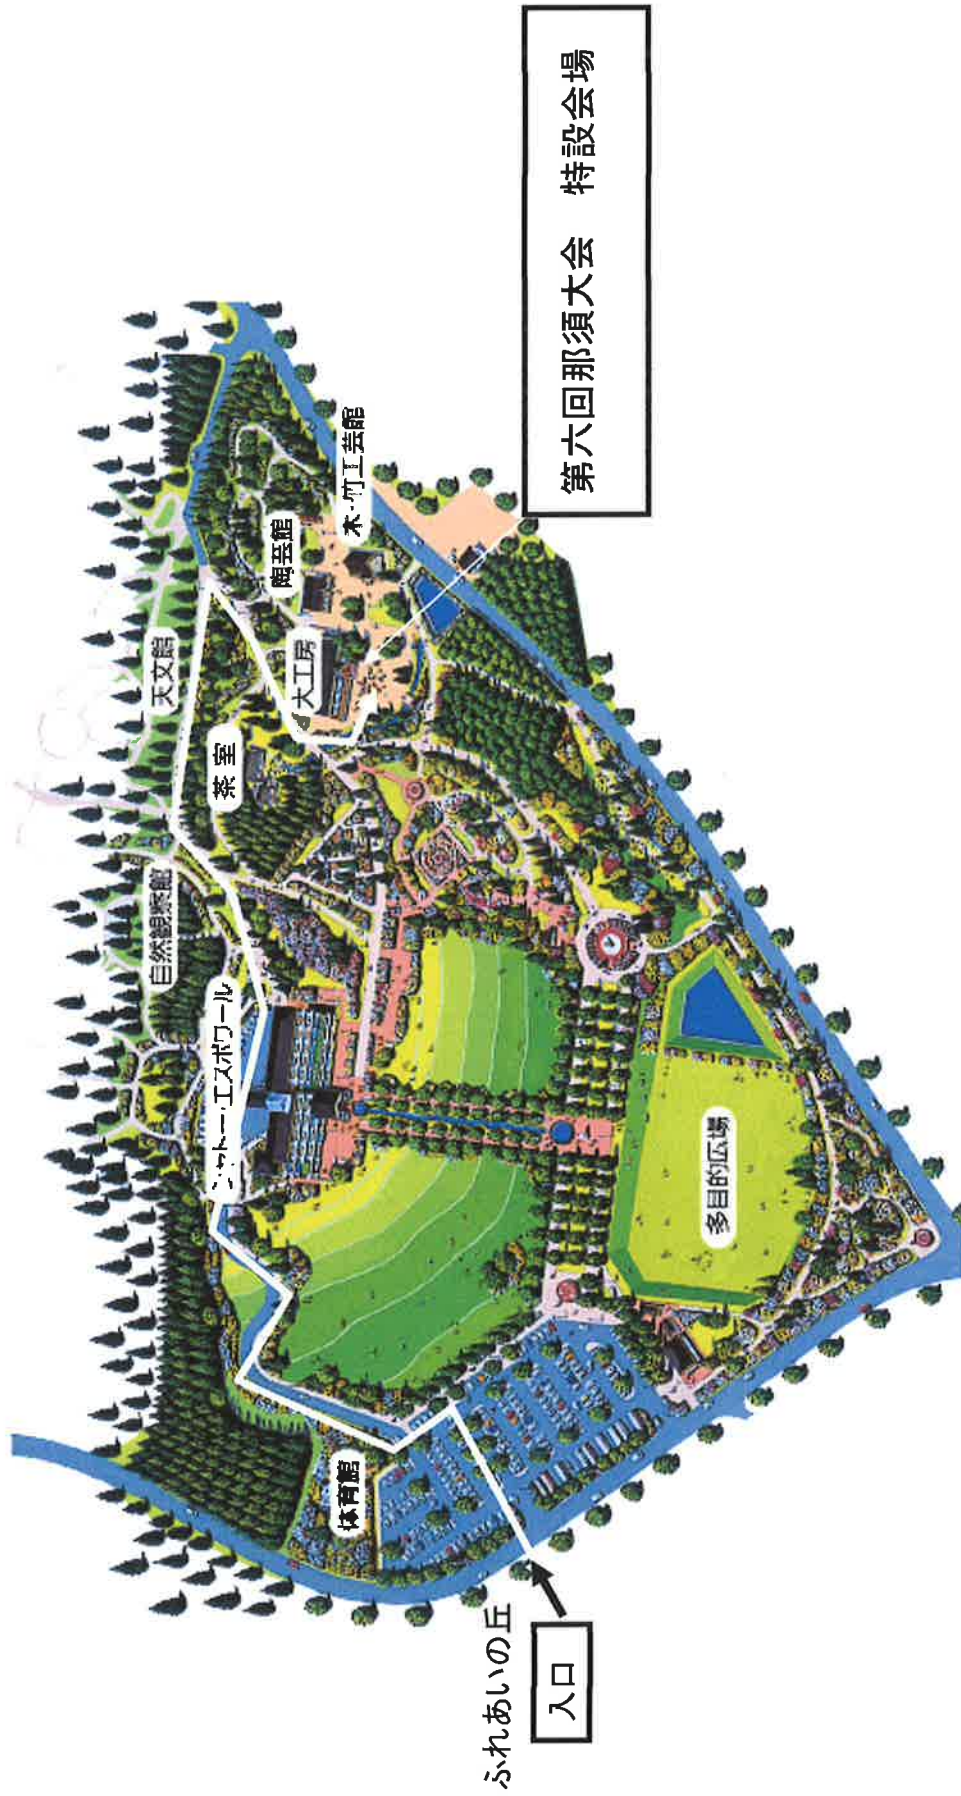 天文館
自然観察館
木・竹工芸館
陶芸館
茶室
大工房
シャトー・エスポワール
体育館
多目的広場
第六回那須大会　特設会場
ふれあいの丘
入口